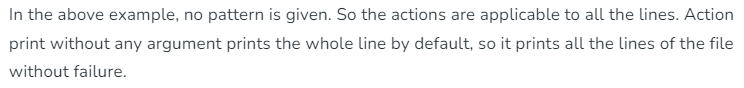 In the above example, no pattern is given. So the actions are applicable to all the lines. Action
print without any argument prints the whole line by default, so it prints all the lines of the file
without failure.